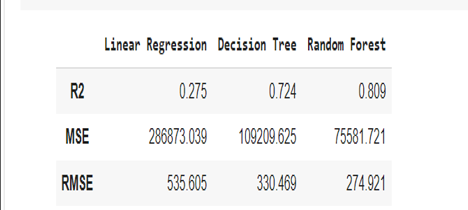 Linear Regression Decision Tree Random Forest
R2 0.275 0.724 0.809
MSE 286873.039 109209.625 75581.721
RMSE 535.605 330.469 274.921